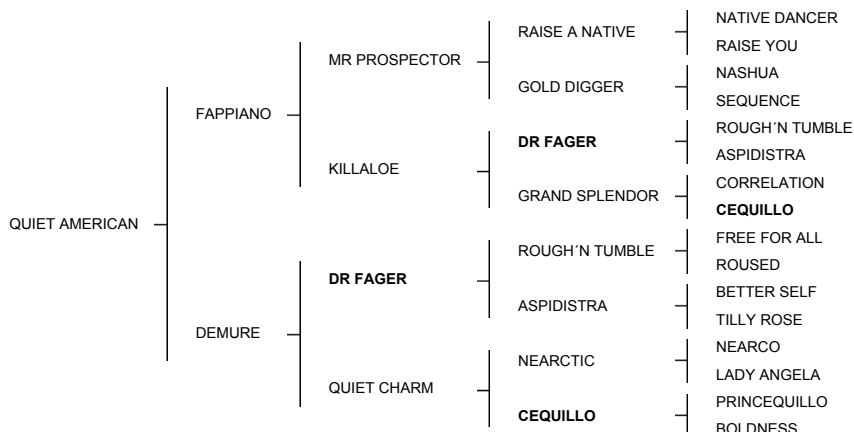 NATIVE DANCER
RAISE A NATIVE
RAISE YOU
MR PROSPECTOR
NASHUA
GOLD DIGGER
SEQUENCE
FAPPIANO
ROUGH´N TUMBLE
DR FAGER
ASPIDISTRA
KILLALOE
CORRELATION
GRAND SPLENDOR
CEQUILLO
QUIET AMERICAN
FREE FOR ALL
ROUGH´N TUMBLE
ROUSED
DR FAGER
BETTER SELF
ASPIDISTRA
TILLY ROSE
DEMURE
NEARCO
NEARCTIC
LADY ANGELA
QUIET CHARM
PRINCEQUILLO
CEQUILLO
BOLDNESS